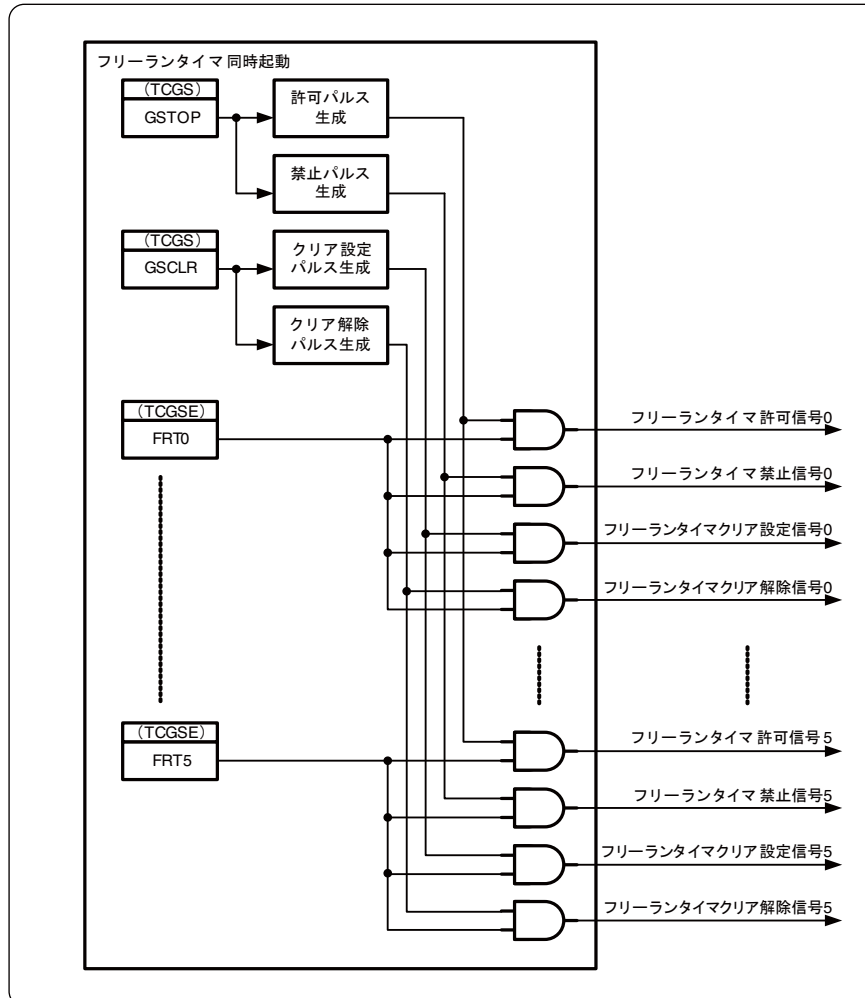 フリーランタイマ 同時起動
(TCGS)
GSTOP
許可パルス
生成
禁止パルス
生成
(TCGS)
GSCLR
クリア設定
パルス生成
クリア解除
パルス生成
(TCGSE)
FRT0
フリーランタイマ 許可信号0
フリーランタイマ 禁止信号0
フリーランタイマクリア 設定信号0
フリーランタイマクリア 解除信号0
(TCGSE)
FRT5
フリーランタイマ 許可信号5
フリーランタイマ 禁止信号5
フリーランタイマクリア 設定信号5
フリーランタイマクリア 解除信号5